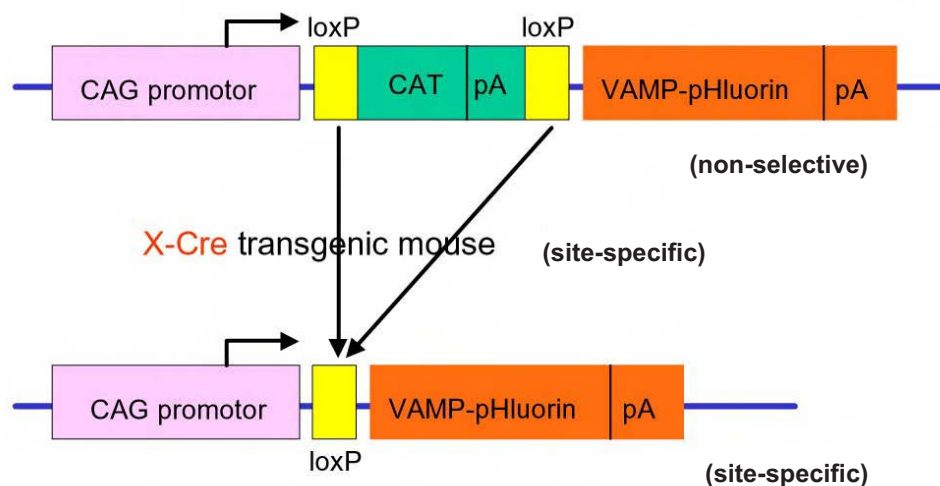 loxP loxP
CAG promotor CAT pA VAMP-pHluorin pA
(non-selective)
X-Cre transgenic mouse (site-specific)
CAG promotor VAMP-pHluorin pA
loxP
(site-specific)